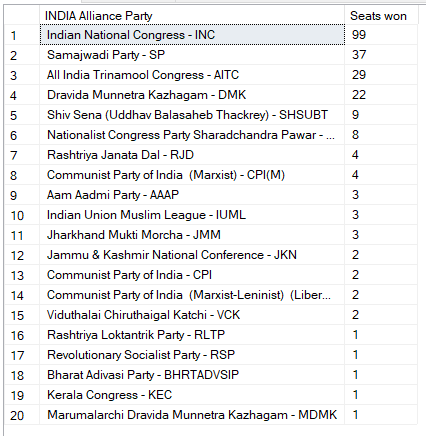 INDIA Alliance Party Seats won
1 Indian National Congress - INC 99
2 Samajwadi Party - SP 37
3 All India Trinamool Congress - AITC 29
4 Dravida Munnetra Kazhagam - DMK 22
5 Shiv Sena (Uddhav Balasaheb Thackrey) - SHSUBT 9
6 Nationalist Congress Party Sharadchandra Pawar - ... 8
7 Rashtriya Janata Dal - RJD 4
8 Communist Party of India  (Marxist) - CPI(M) 4
9 Aam Aadmi Party - AAAP 3
10 Indian Union Muslim League - IUML 3
11 Jharkhand Mukti Morcha - JMM 3
12 Jammu & Kashmir National Conference - JKN 2
13 Communist Party of India - CPI 2
14 Communist Party of India  (Marxist-Leninist)  (Liber... 2
15 Viduthalai Chiruthaigal Katchi - VCK 2
16 Rashtriya Loktantrik Party - RLTP 1
17 Revolutionary Socialist Party - RSP 1
18 Bharat Adivasi Party - BHRTADVSIP 1
19 Kerala Congress - KEC 1
20 Marumalarchi Dravida Munnetra Kazhagam - MDMK 1